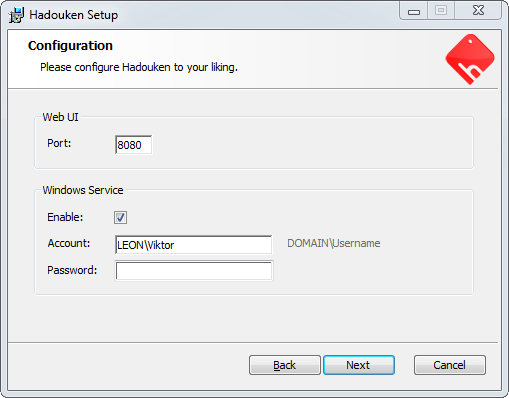 Hadouken Setup
Configuration
Please configure Hadouken to your liking.
Web UI
Port: 8080
Windows Service
Enable:
Account: LEON\Viktor DOMAIN\Username
Password:
Back Next Cancel